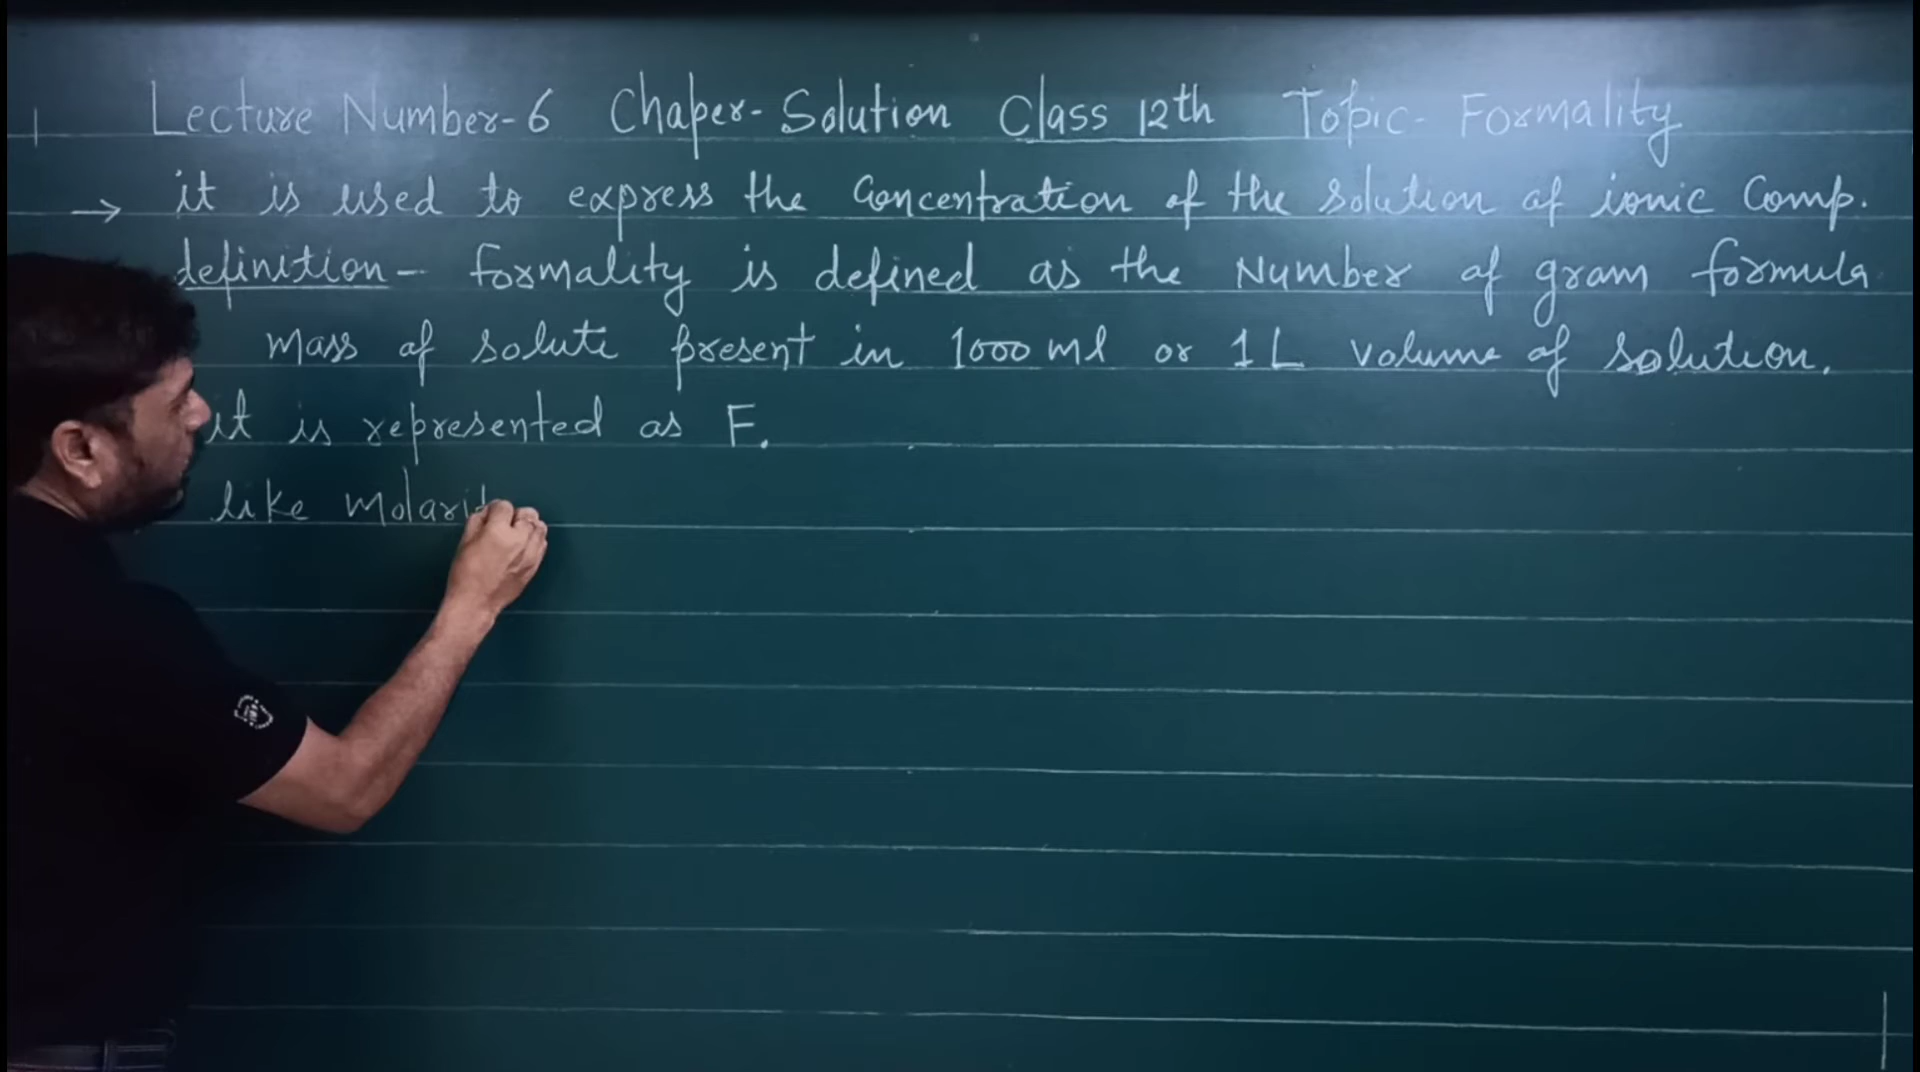 Lecture Number-6 Chaper-Solution Class 12th Topic- Formality
→ it is used to express the Concentration of the solution of ionic Comp.
definition- formality is defined as the Number of gram formula
mass of solute present in 1000 ml or 1 L volume of solution.
it is represented as F.
like Molarit